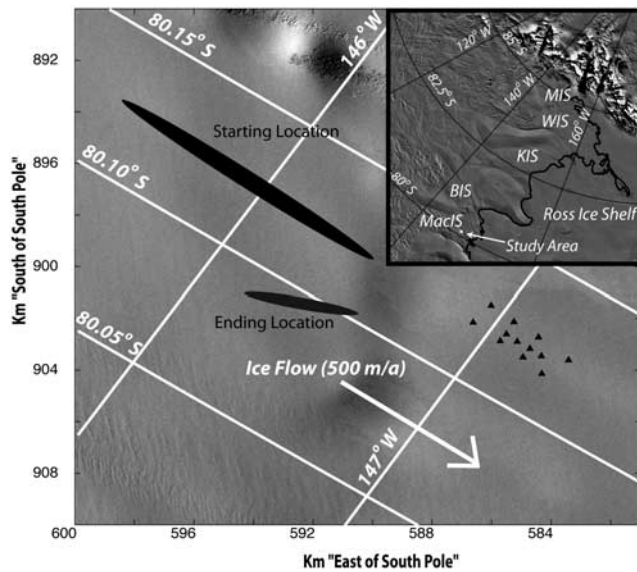 892
896
900
904
908
Km "South of South Pole"
600
596
592
588
584
Km "East of South Pole"
80.15° S
146° W
Starting Location
80.10° S
80.05° S
Ending Location
Ice Flow (500 m/a)
147° W
120° W
85° S
82.5° S
140° W
MIS
WIS
160° W
KIS
80° S
BIS
MacIS
Ross Ice Shelf
Study Area